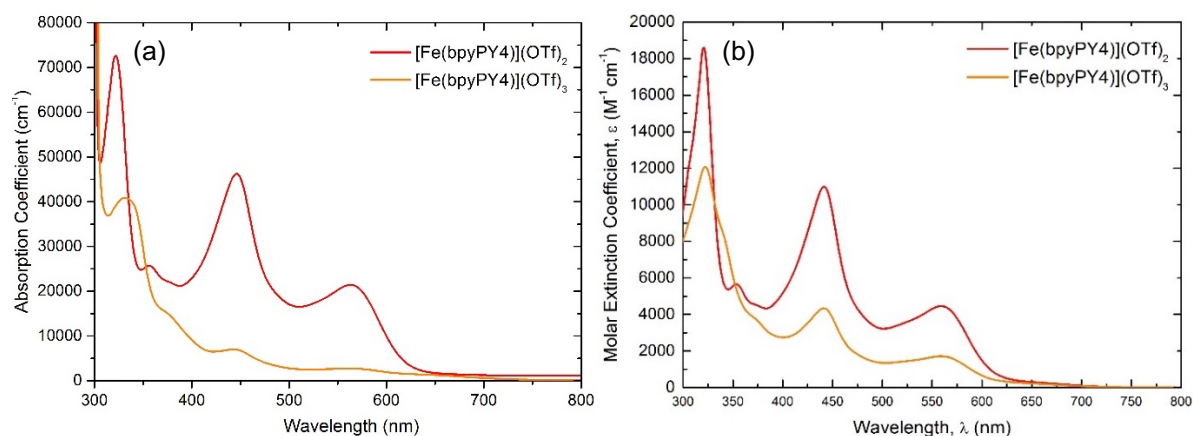 (a)
[Fe(bpyPY4)](OTf)₂
[Fe(bpyPY4)](OTf)₃
Absorption Coefficient (cm⁻¹)
80000
70000
60000
50000
40000
30000
20000
10000
0
300 400 500 600 700 800
Wavelength (nm)
(b)
[Fe(bpyPY4)](OTf)₂
[Fe(bpyPY4)](OTf)₃
Molar Extinction Coefficient, ε (M⁻¹ cm⁻¹)
20000
18000
16000
14000
12000
10000
8000
6000
4000
2000
0
300 350 400 450 500 550 600 650 700 750 800
Wavelength, λ (nm)